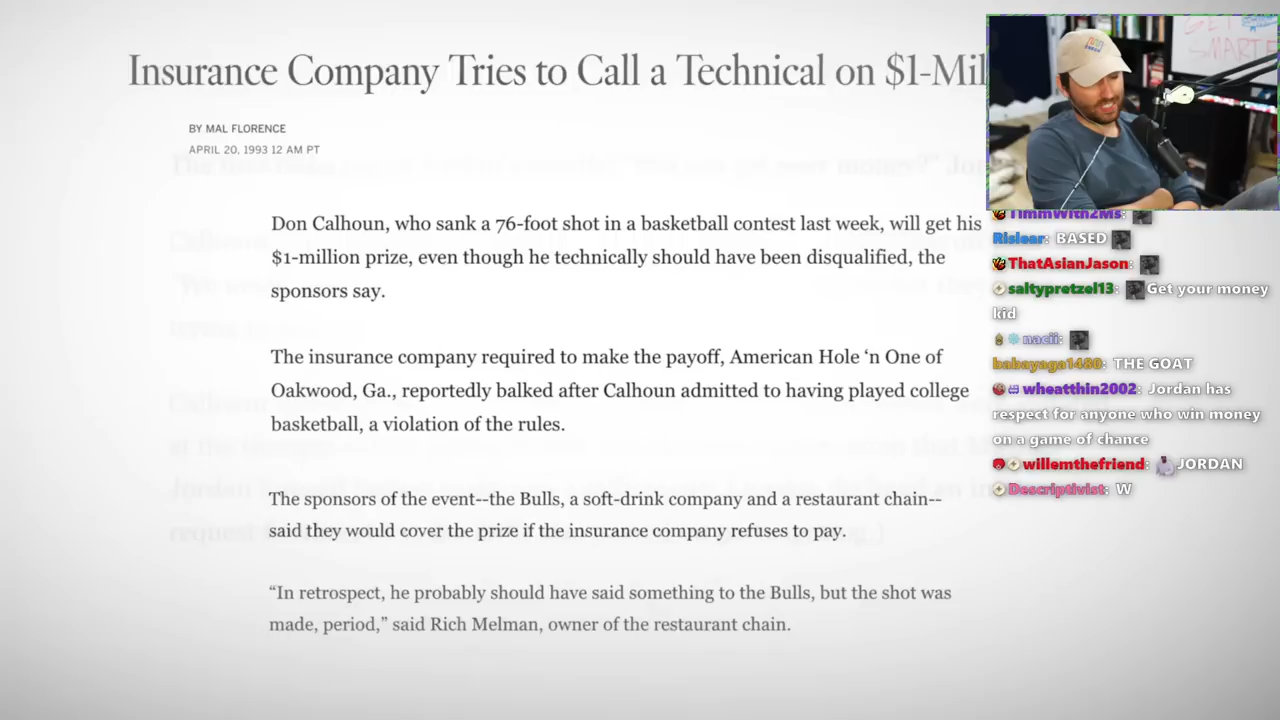 Insurance Company Tries to Call a Technical on $1-Mil
BY MAL FLORENCE
APRIL 20, 1993 12 AM PT
Don Calhoun, who sank a 76-foot shot in a basketball contest last week, will get his
$1-million prize, even though he technically should have been disqualified, the
sponsors say.
The insurance company required to make the payoff, American Hole ‘n One of
Oakwood, Ga., reportedly balked after Calhoun admitted to having played college
basketball, a violation of the rules.
The sponsors of the event--the Bulls, a soft-drink company and a restaurant chain--
said they would cover the prize if the insurance company refuses to pay.
“In retrospect, he probably should have said something to the Bulls, but the shot was
made, period,” said Rich Melman, owner of the restaurant chain.
GET
SMARTE
TimmWith2Ms:
Rislear: BASED
ThatAsianJason:
saltypretzel13: Get your money
kid
nacii:
babayaga1480: THE GOAT
wheatthin2002: Jordan has
respect for anyone who win money
on a game of chance
willemthefriend: JORDAN
Descriptivist: W